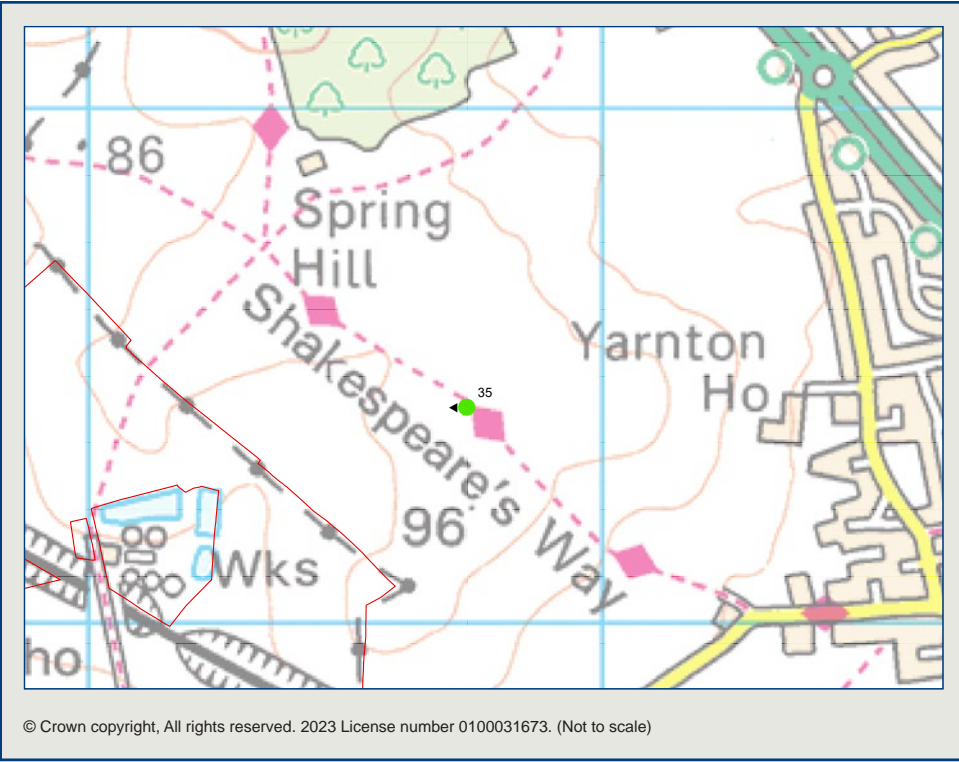 86
Spring
Hill
Shakespeare's Way
Yarnton
Ho
35
96
Wks
ho
© Crown copyright, All rights reserved. 2023 License number 0100031673. (Not to scale)